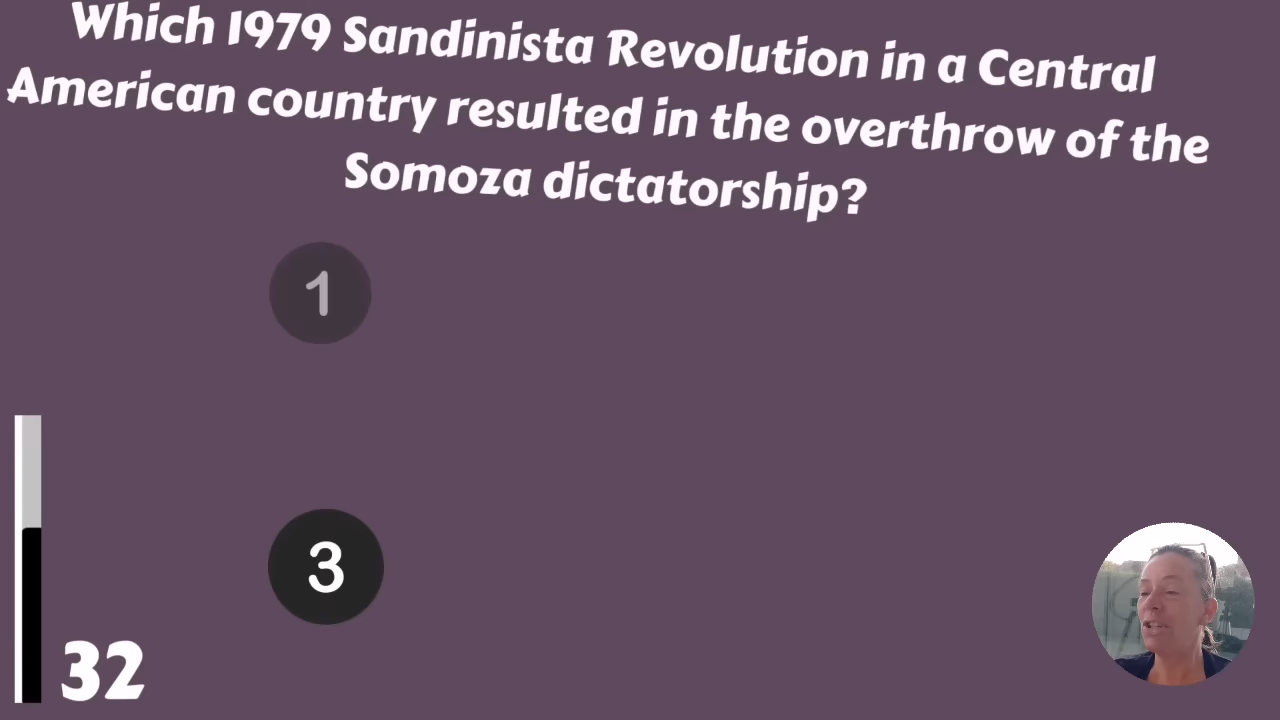 Which 1979 Sandinista Revolution in a Central
American country resulted in the overthrow of the
Somoza dictatorship?
1
3
32